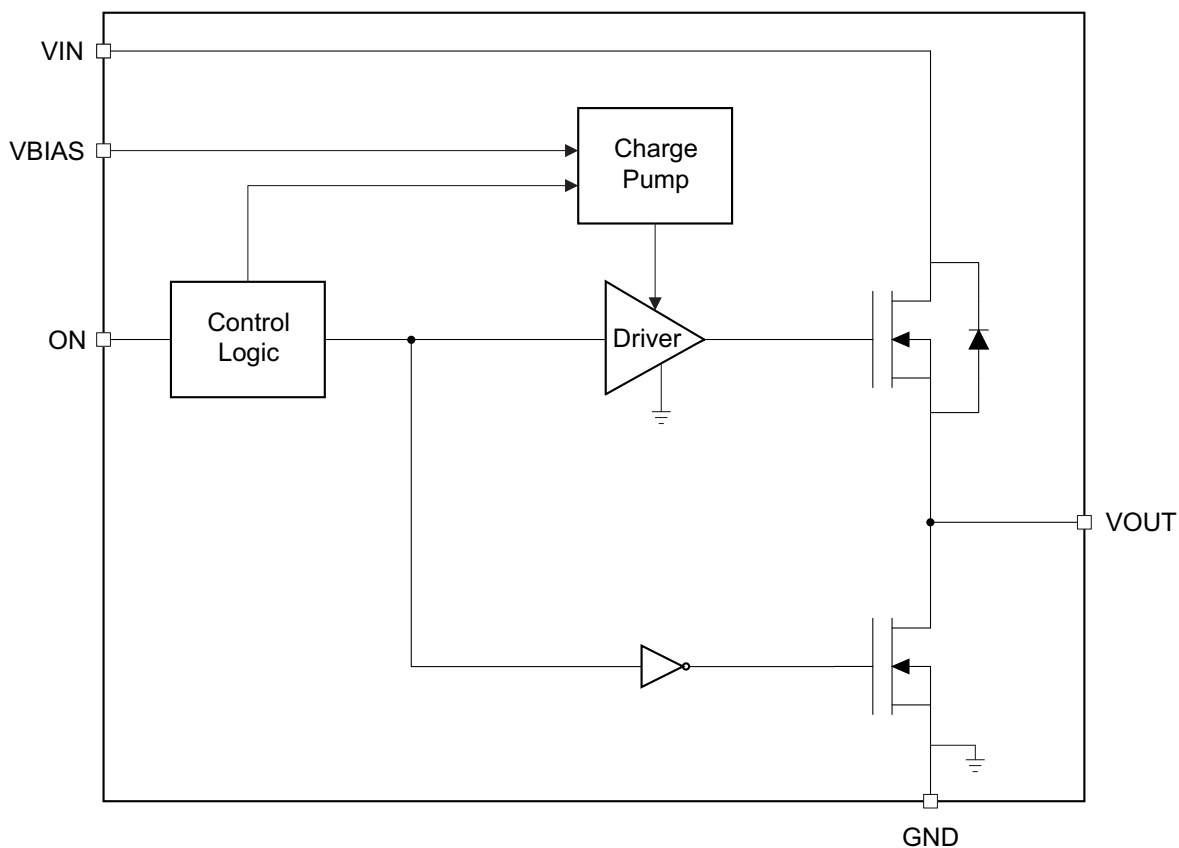 VIN
VBIAS
Charge
Pump
ON
Control
Logic
Driver
VOUT
GND